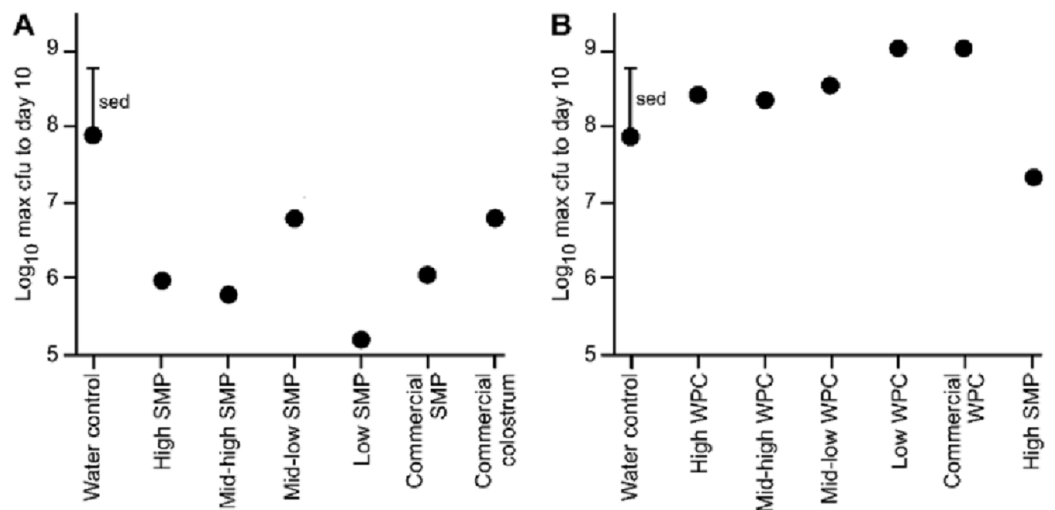 A
Log10 max cfu to day 10
9
8
7
6
5
sed
Water control
High SMP
Mid-high SMP
Mid-low SMP
Low SMP
Commercial
SMP
Commercial
colostrum
B
Log10 max cfu to day 10
9
8
7
6
5
sed
Water control
High WPC
Mid-high WPC
Mid-low WPC
Low WPC
Commercial
WPC
High SMP